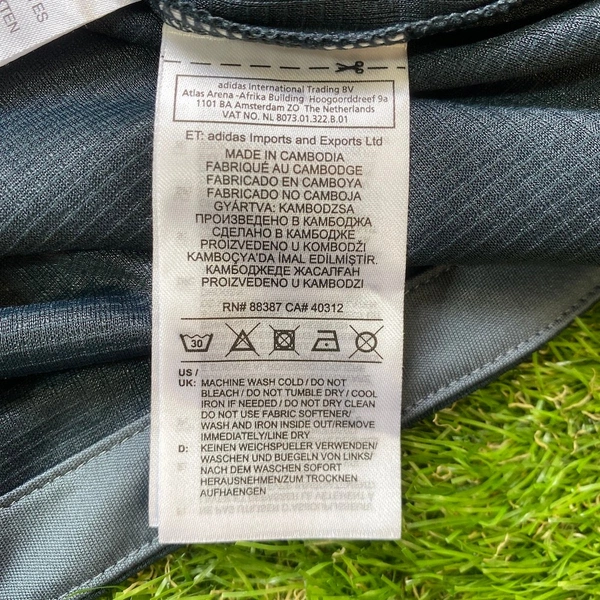 ES
KTEN
adidas International Trading BV
Atlas Arena -Afrika Building Hoogoorddreef 9a
1101 BA Amsterdam ZO The Netherlands
VAT NO. NL 8073.01.322.B.01
ET: adidas Imports and Exports Ltd
MADE IN CAMBODIA
FABRIQUÉ AU CAMBODGE
FABRICADO EN CAMBOYA
FABRICADO NO CAMBOJA
GYÁRTVA: KAMBODZSA
ПРОИЗВЕДЕНО В КАМБОДЖА
СДЕЛАНО В КАМБОДЖЕ
PROIZVEDENO U KOMBODŽI
KAMBOÇYA'DA İMAL EDİLMİŞTİR.
КАМБОДЖЕДЕ ЖАСАЛҒАН
PROIZVEDENO U KAMBODZI
RN# 88387 CA# 40312
30
US /
UK: MACHINE WASH COLD / DO NOT
BLEACH / DO NOT TUMBLE DRY / COOL
IRON IF NEEDED / DO NOT DRY CLEAN
DO NOT USE FABRIC SOFTENER/
WASH AND IRON INSIDE OUT/REMOVE
IMMEDIATELY/LINE DRY
D: KEINEN WEICHSPUELER VERWENDEN/
WASCHEN UND BUEGELN VON LINKS/
NACH DEM WASCHEN SOFORT
HERAUSNEHMEN/ZUM TROCKNEN
AUFHAENGEN